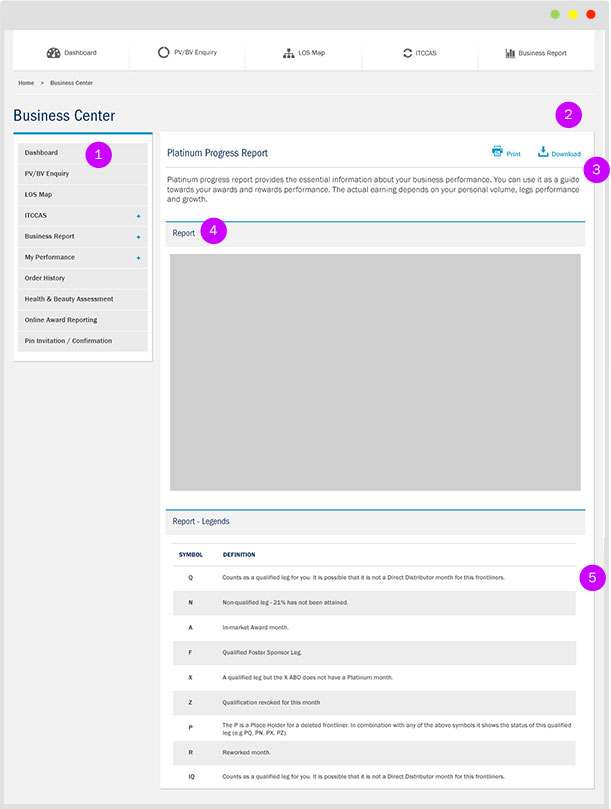 Dashboard
PV/BV Enquiry
LOS Map
ITCCAS
Business Report
Home > Business Center
Business Center
2
Dashboard
1
PV/BV Enquiry
LOS Map
ITCCAS +
Business Report +
My Performance +
Order History
Health & Beauty Assessment
Online Award Reporting
Pin Invitation / Confirmation
Platinum Progress Report
Print
Download
3
Platinum progress report provides the essential information about your business performance. You can use it as a guide
towards your awards and rewards performance. The actual earning depends on your personal volume, legs performance
and growth.
Report
4
Report - Legends
SYMBOL DEFINITION
Q Counts as a qualified leg for you. It is possible that it is not a Direct Distributor month for this frontliners.
5
N Non-qualified leg - 21% has not been attained.
A In-market Award month.
F Qualified Foster Sponsor Leg.
X A qualified leg but the X ABO does not have a Platinum month.
Z Qualification revoked for this month
P The P is a Place Holder for a deleted frontliner. In combination with any of the above symbols it shows the status of this qualified
leg (e.g PQ, PN, PX, PZ).
R Reworked month.
IQ Counts as a qualified leg for you. It is possible that it is not a Direct Distributor month for this frontliners.